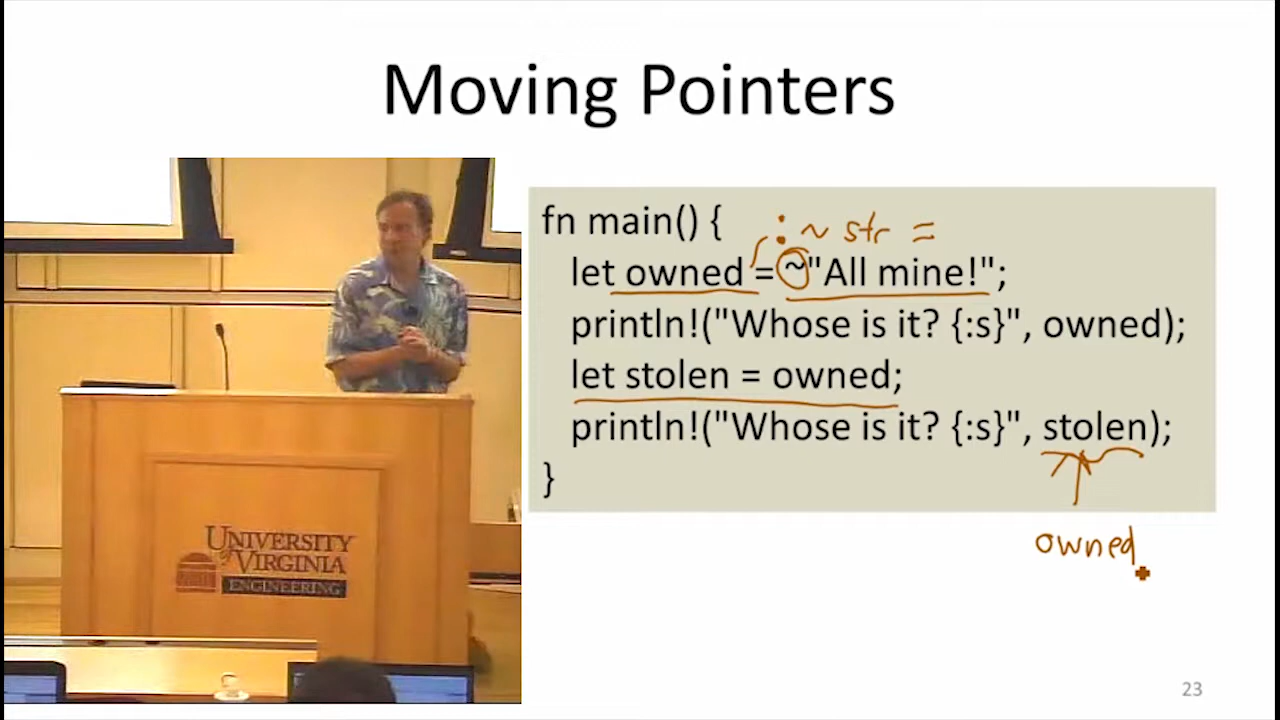 Moving Pointers
fn main() {
: ~ str =
let owned = ~"All mine!";
println!("Whose is it? {:s}", owned);
let stolen = owned;
println!("Whose is it? {:s}", stolen);
}
owned
UNIVERSITY
of VIRGINIA
ENGINEERING
23